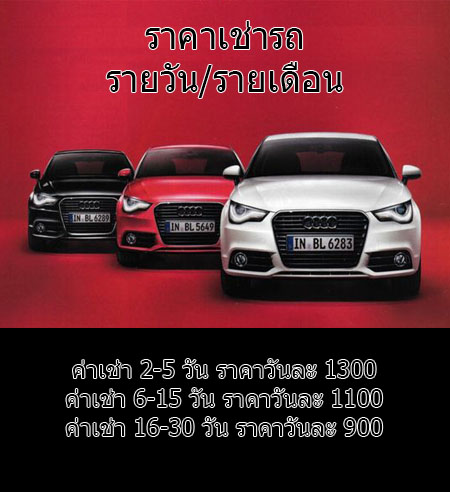 ราคาเช่ารถ
รายวัน/รายเดือน
IN BL 6289
IN BL 5649
IN BL 6283
ค่าเช่า 2-5 วัน ราคาวันละ 1300
ค่าเช่า 6-15 วัน ราคาวันละ 1100
ค่าเช่า 16-30 วัน ราคาวันละ 900